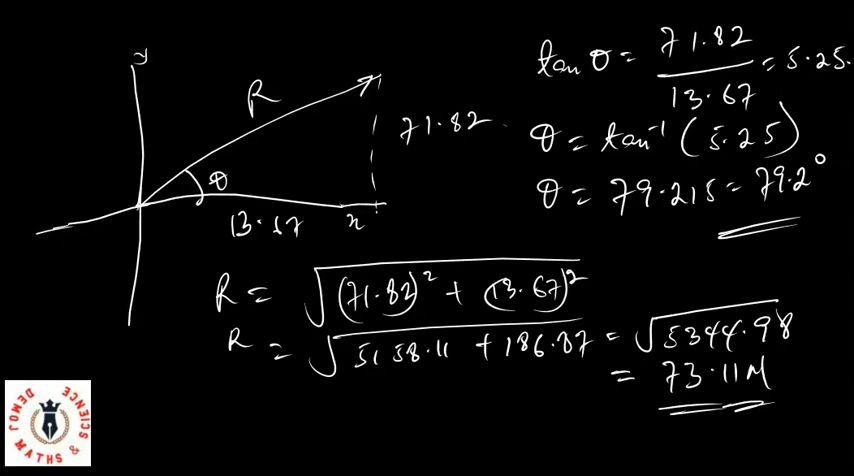 y
R
71.82
θ
13.67
x
tan θ = 71.82 / 13.67 = 5.25.
θ = tan⁻¹ (5.25)
θ = 79.215 = 79.2°
R = √(71.82)² + (13.67)²
R = √5158.11 + 186.87 = √5344.98
= 73.11M
DEMOJ MATHS & SCIENCE